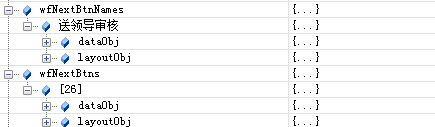 wfNextBtnNames {...}
送领导审核 {...}
dataObj {...}
layoutObj {...}
wfNextBtns {...}
[26] {...}
dataObj {...}
layoutObj {...}